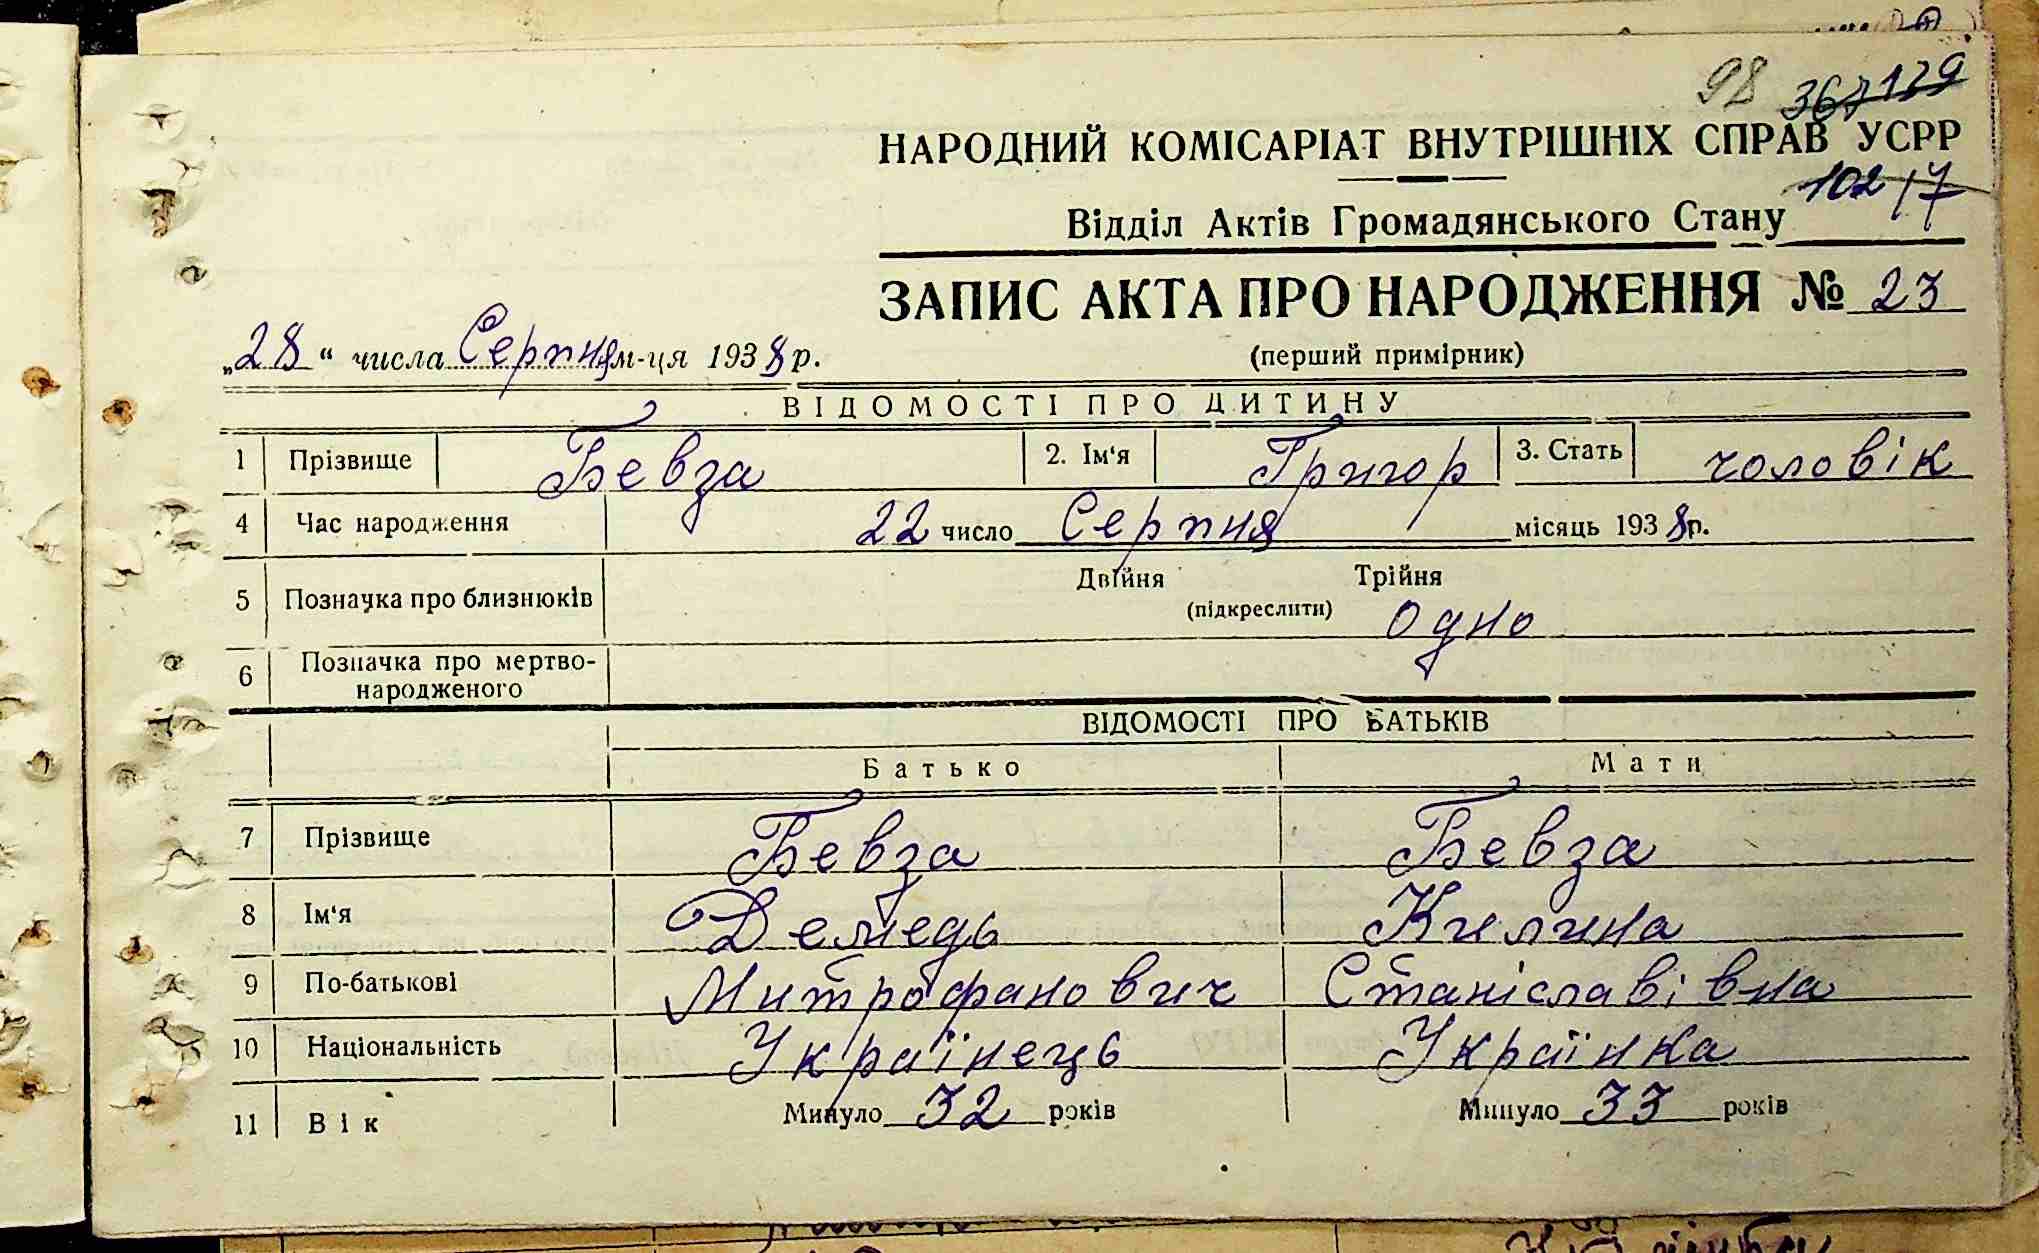 98 367 129
НАРОДНИЙ КОМІСАРІАТ ВНУТРІШНІХ СПРАВ УСРР
102 17
Відділ Актів Громадянського Стану
ЗАПИС АКТА ПРО НАРОДЖЕННЯ № 23
„28“ числа Серпня м-ця 1938 р.
(перший примірник)
ВІДОМОСТІ ПРО ДИТИНУ
1 Прізвище Бевза 2. Ім‘я Григор 3. Стать чоловік
4 Час народження 22 число Серпня місяць 1938р.
5 Позначка про близнюків Двійня Трійня
(підкреслити) одно
6 Позначка про мертво-
народженого
ВІДОМОСТІ ПРО БАТЬКІВ
Батько Мати
7 Прізвище Бевза Бевза
8 Ім‘я Демедь Килина
9 По-батькові Митрофанович Станіславівна
10 Національність Українець Українка
11 Вік Минуло 32 років Минуло 33 років